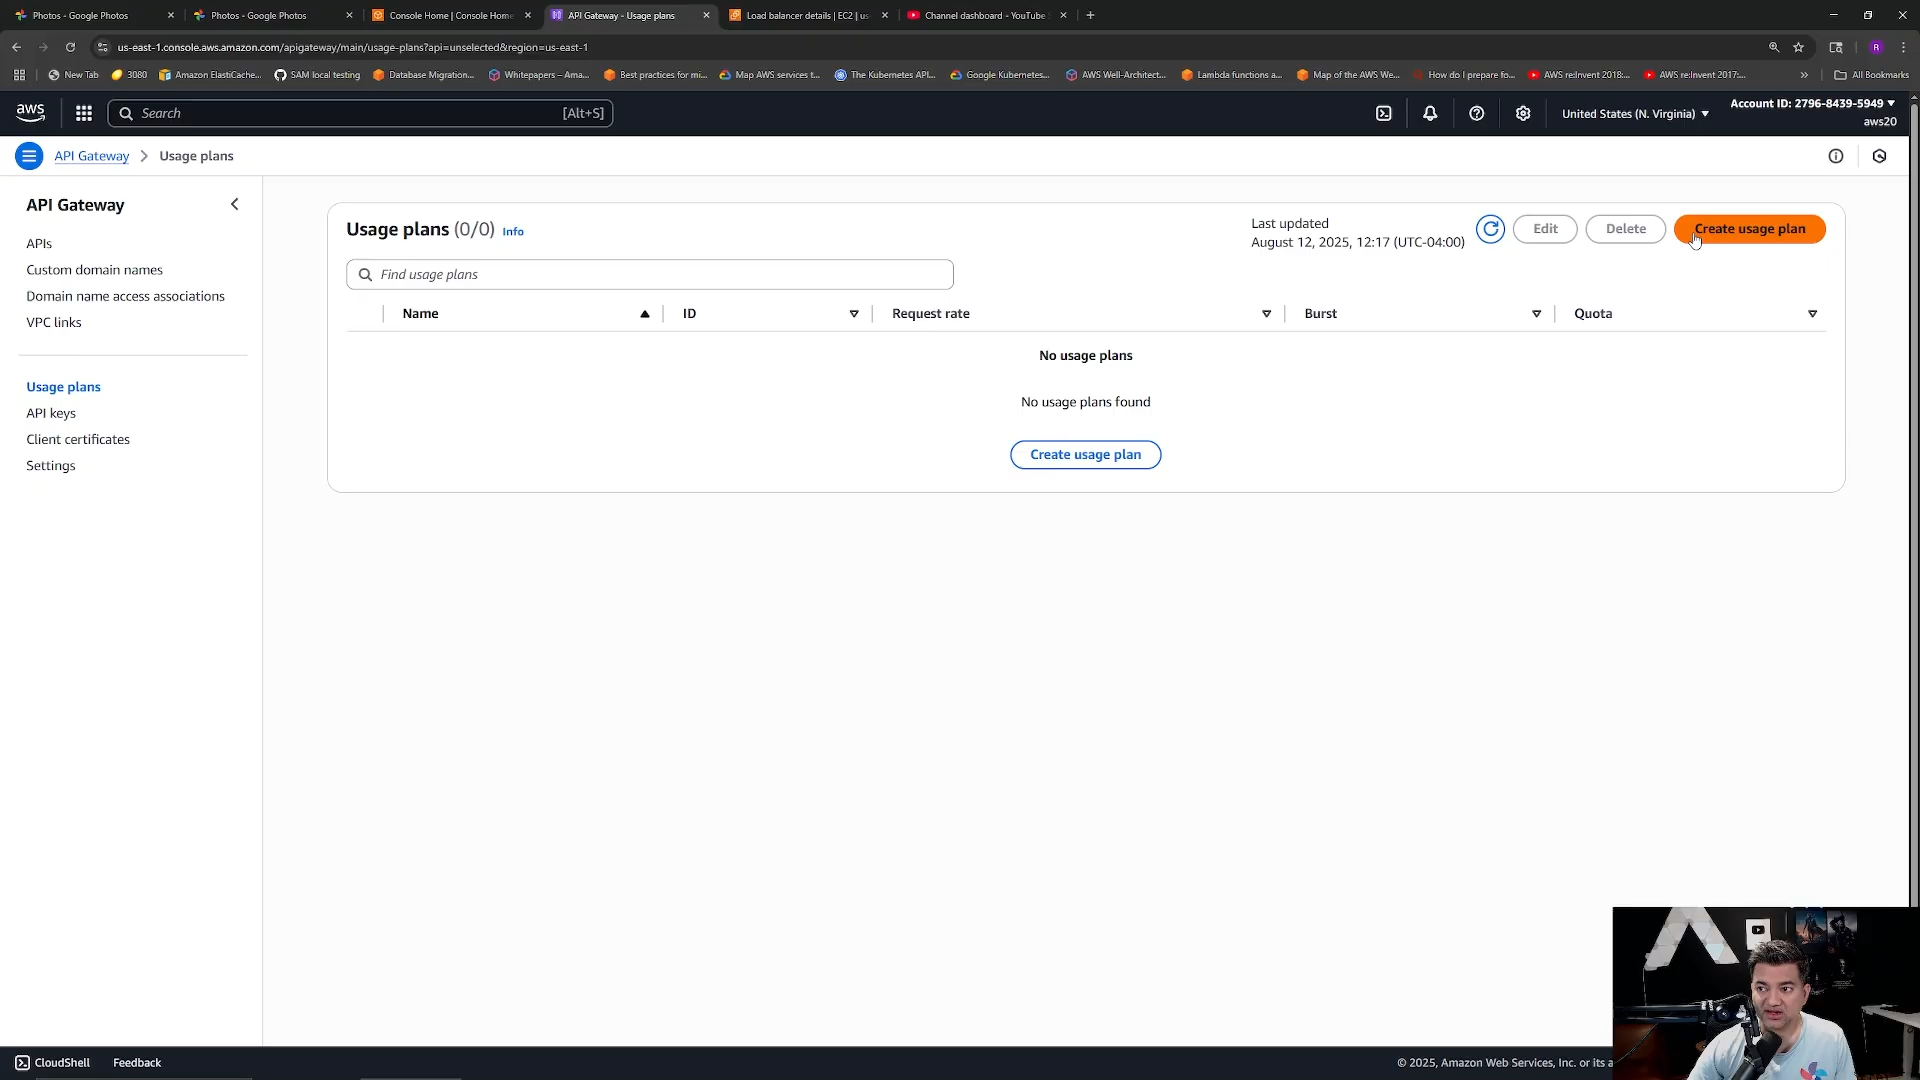 Photos - Google Photos
Photos - Google Photos
Console Home | Console Home
API Gateway - Usage plans
Load balancer details | EC2 | us-
Channel dashboard - YouTube
us-east-1.console.aws.amazon.com/apigateway/main/usage-plans?api=unselected&region=us-east-1
R
New Tab
3080
Amazon ElastiCache...
SAM local testing
Database Migration...
Whitepapers – Ama...
Best practices for mi...
Map AWS services t...
The Kubernetes API...
Google Kubernetes...
AWS Well-Architect...
Lambda functions a...
Map of the AWS We...
How do I prepare fo...
AWS re:Invent 2018:...
AWS re:Invent 2017:...
All Bookmarks
aws
Search
[Alt+S]
United States (N. Virginia)
Account ID: 2796-8439-5949
aws20
API Gateway
Usage plans
API Gateway
APIs
Custom domain names
Domain name access associations
VPC links
Usage plans
API keys
Client certificates
Settings
Usage plans (0/0) Info
Last updated
August 12, 2025, 12:17 (UTC-04:00)
Edit
Delete
Create usage plan
Find usage plans
Name
ID
Request rate
Burst
Quota
No usage plans
No usage plans found
Create usage plan
CloudShell
Feedback
© 2025, Amazon Web Services, Inc. or its a